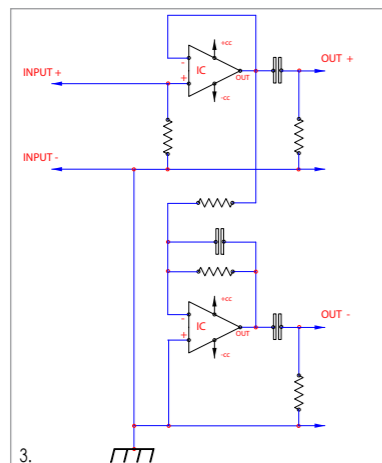 +cc
-
IC
INPUT +
+
OUT
OUT +
-cc
INPUT -
+cc
-
IC
+
OUT
OUT -
-cc
3.